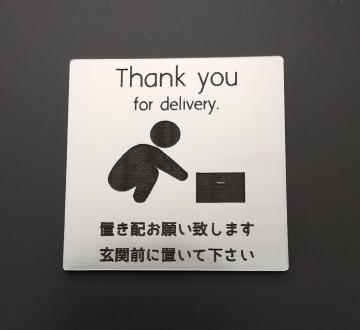 Thank you
for delivery.
置き配お願い致します
玄関前に置いて下さい